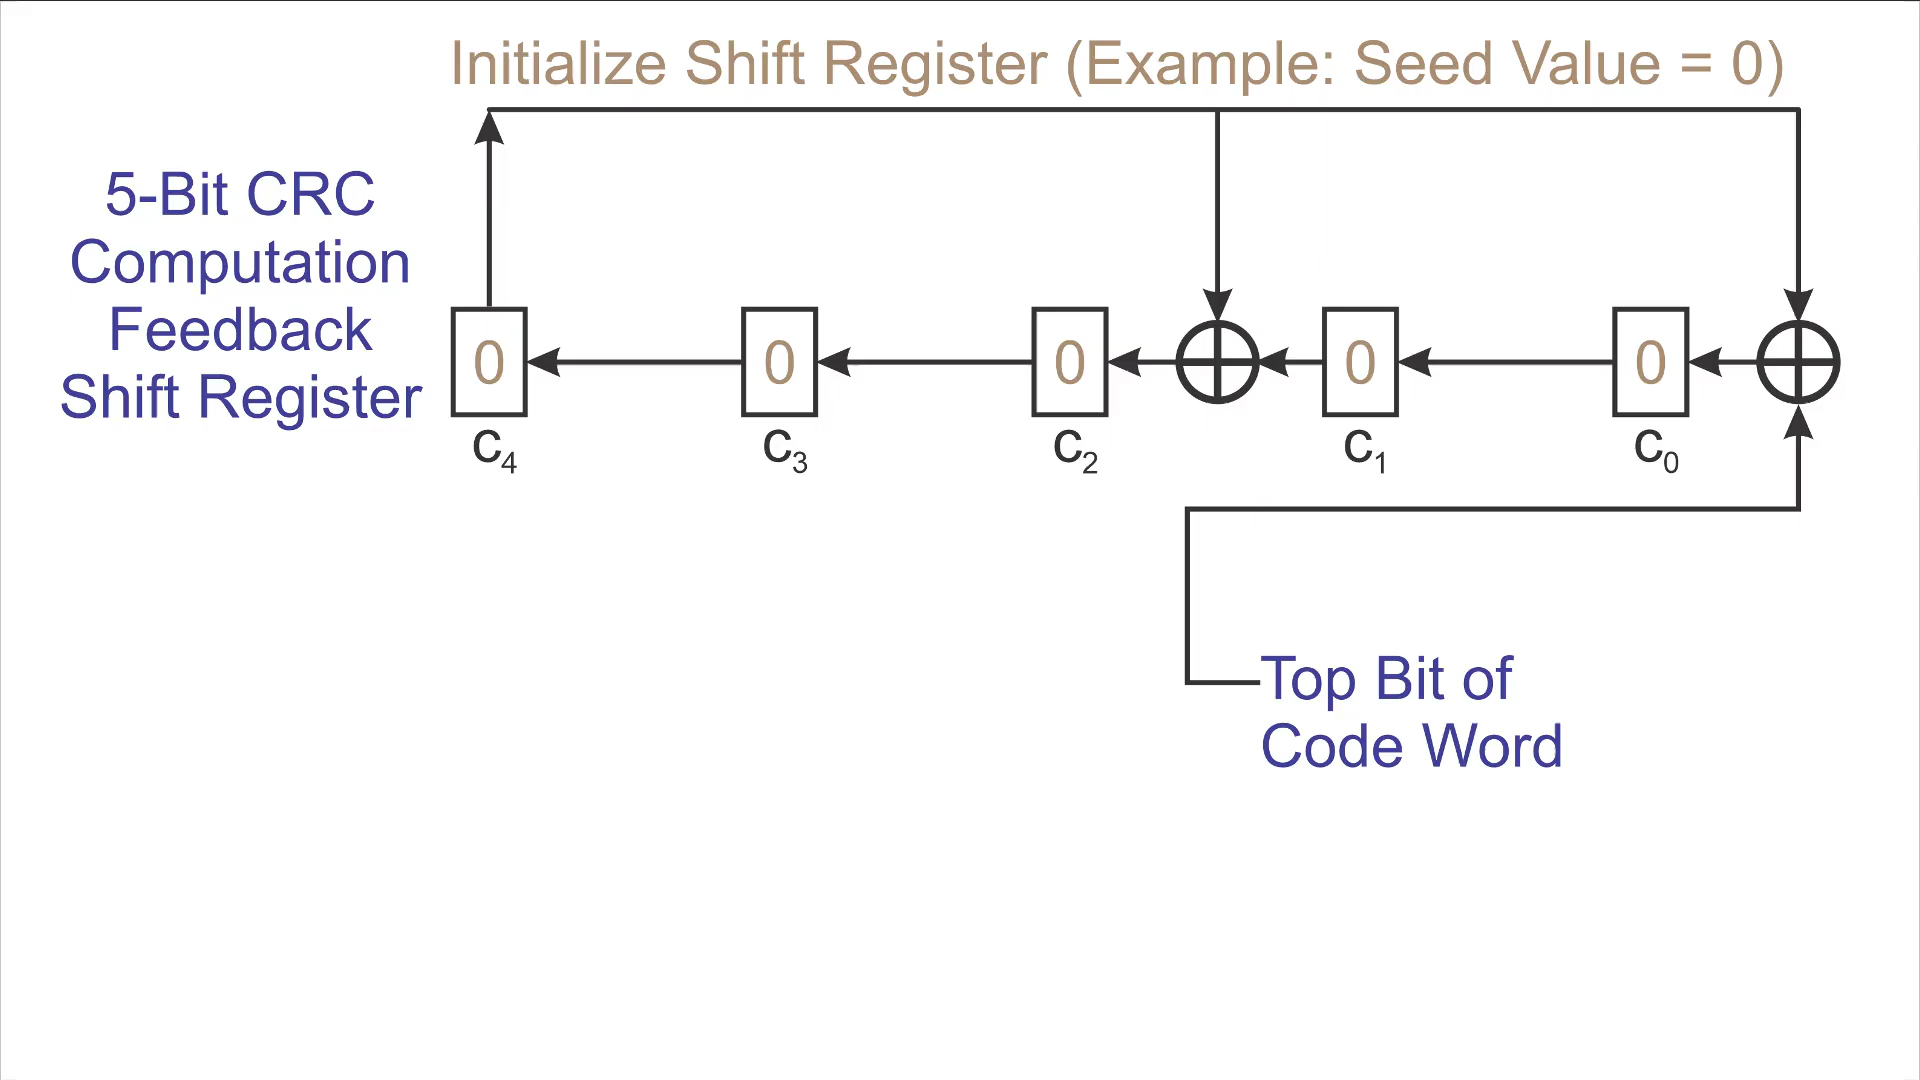 Initialize Shift Register (Example: Seed Value = 0)
5-Bit CRC
Computation
Feedback
Shift Register
0 0 0 0 0
c4 c3 c2 c1 c0
Top Bit of
Code Word